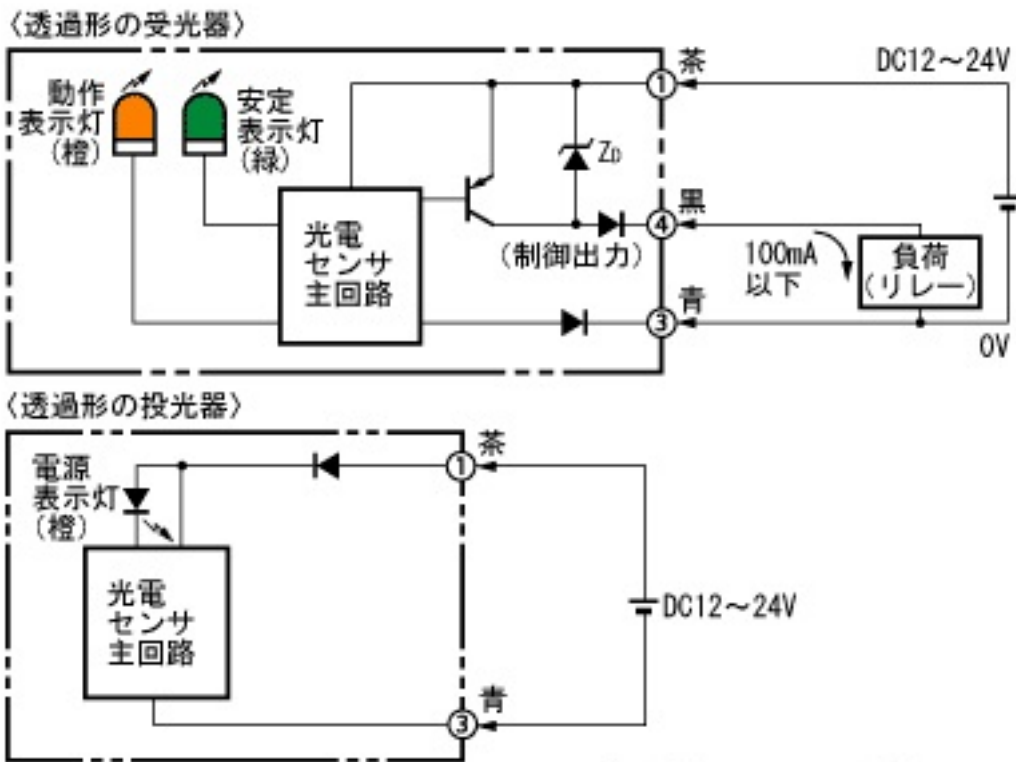 〈透過形の受光器〉
動作
表示灯
(橙)
安定
表示灯
(緑)
光電
センサ
主回路
ZD
(制御出力)
① 茶
④ 黒
③ 青
DC12～24V
100mA
以下
負荷
(リレー)
0V
〈透過形の投光器〉
電源
表示灯
(橙)
光電
センサ
主回路
① 茶
③ 青
DC12～24V